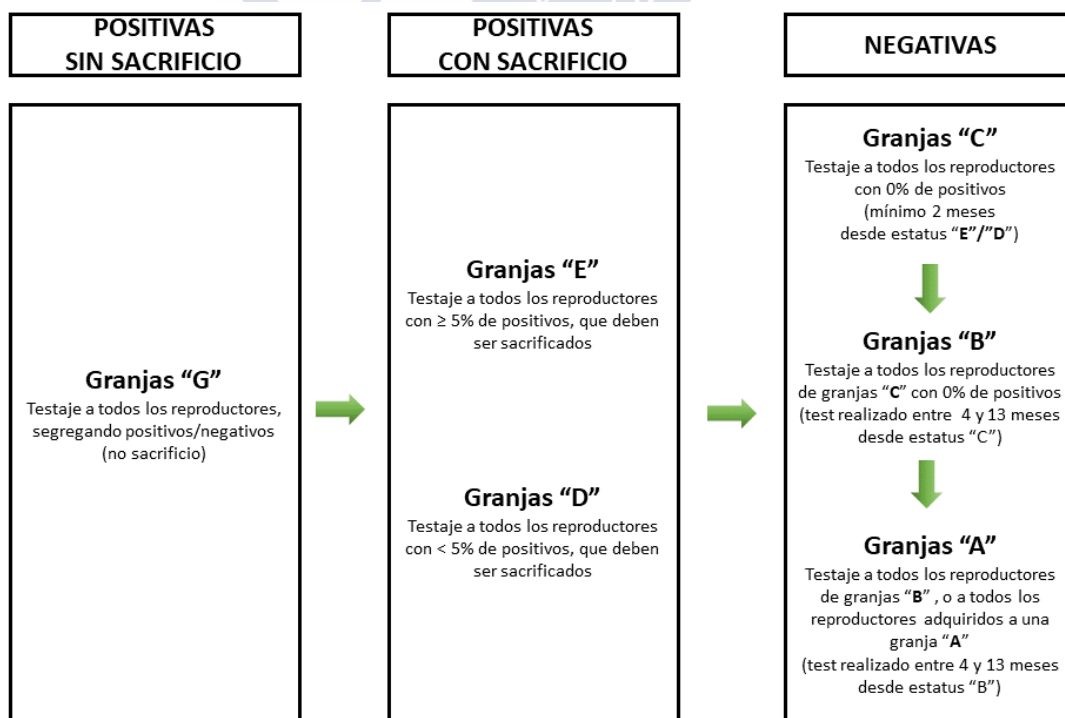 POSITIVAS
SIN SACRIFICIO
POSITIVAS
CON SACRIFICIO
NEGATIVAS
Granjas “G”
Testaje a todos los reproductores,
segregando positivos/negativos
(no sacrificio)
Granjas “E”
Testaje a todos los reproductores
con ≥ 5% de positivos, que deben
ser sacrificados
Granjas “D”
Testaje a todos los reproductores
con < 5% de positivos, que deben
ser sacrificados
Granjas “C”
Testaje a todos los reproductores
con 0% de positivos
(mínimo 2 meses
desde estatus “E”/”D”)
Granjas “B”
Testaje a todos los reproductores
de granjas “C” con 0% de positivos
(test realizado entre 4 y 13 meses
desde estatus “C”)
Granjas “A”
Testaje a todos los reproductores
de granjas “B” , o a todos los
reproductores adquiridos a una
granja “A”
(test realizado entre 4 y 13 meses
desde estatus “B”)